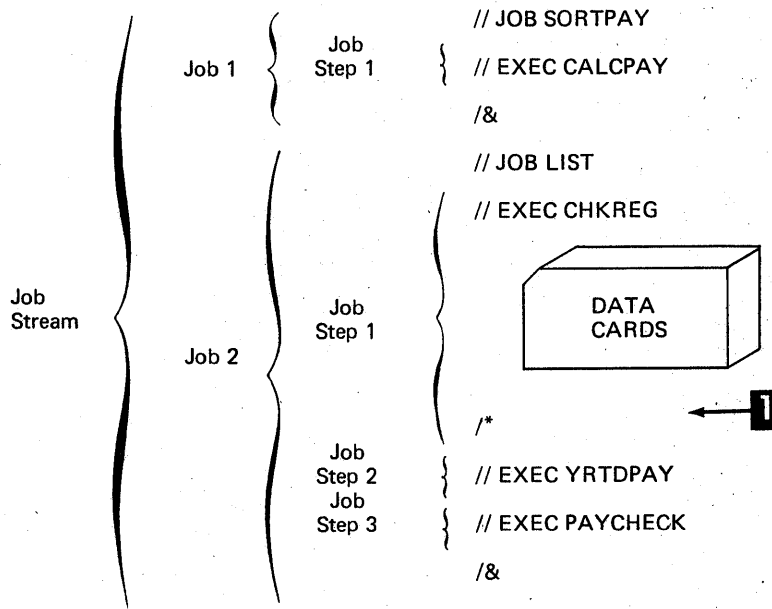 // JOB SORTPAY
Job 1
Job
Step 1
// EXEC CALCPAY
/&
// JOB LIST
// EXEC CHKREG
Job
Stream
Job 2
Job
Step 1
DATA
CARDS
1
/*
Job
Step 2
// EXEC YRTDPAY
Job
Step 3
// EXEC PAYCHECK
/&